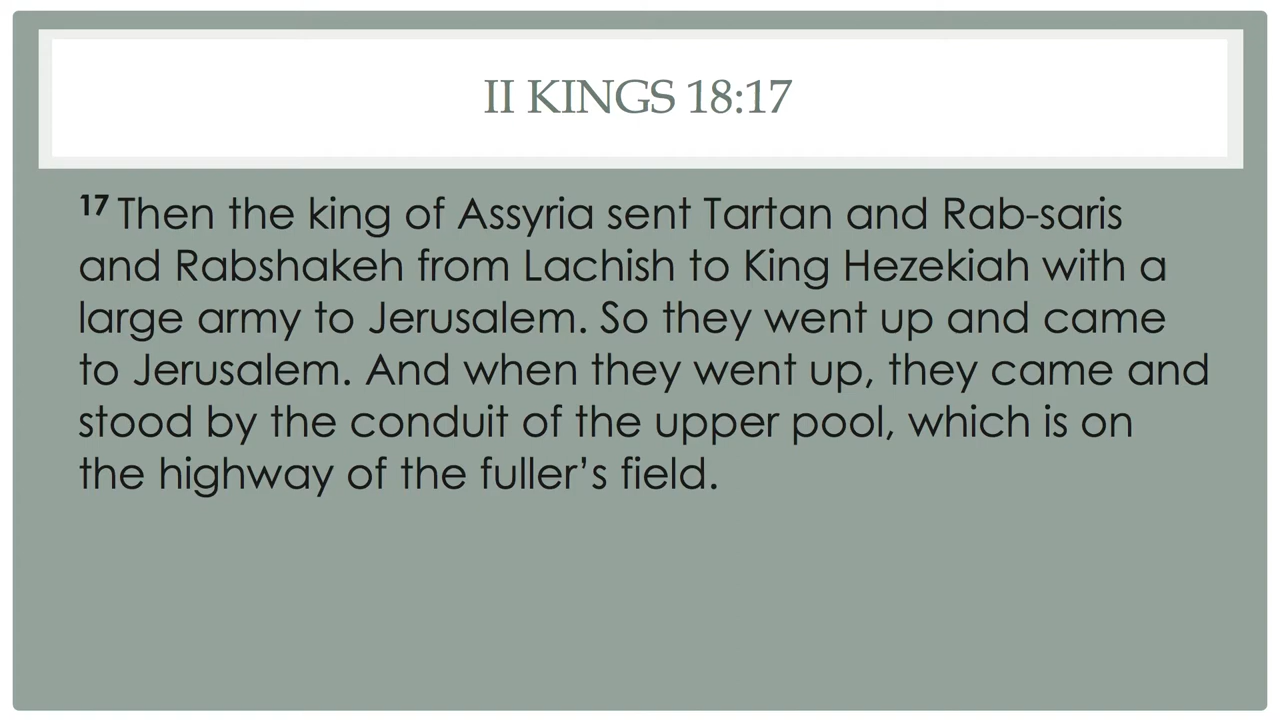 II KINGS 18:17
17 Then the king of Assyria sent Tartan and Rab-saris
and Rabshakeh from Lachish to King Hezekiah with a
large army to Jerusalem. So they went up and came
to Jerusalem. And when they went up, they came and
stood by the conduit of the upper pool, which is on
the highway of the fuller’s field.